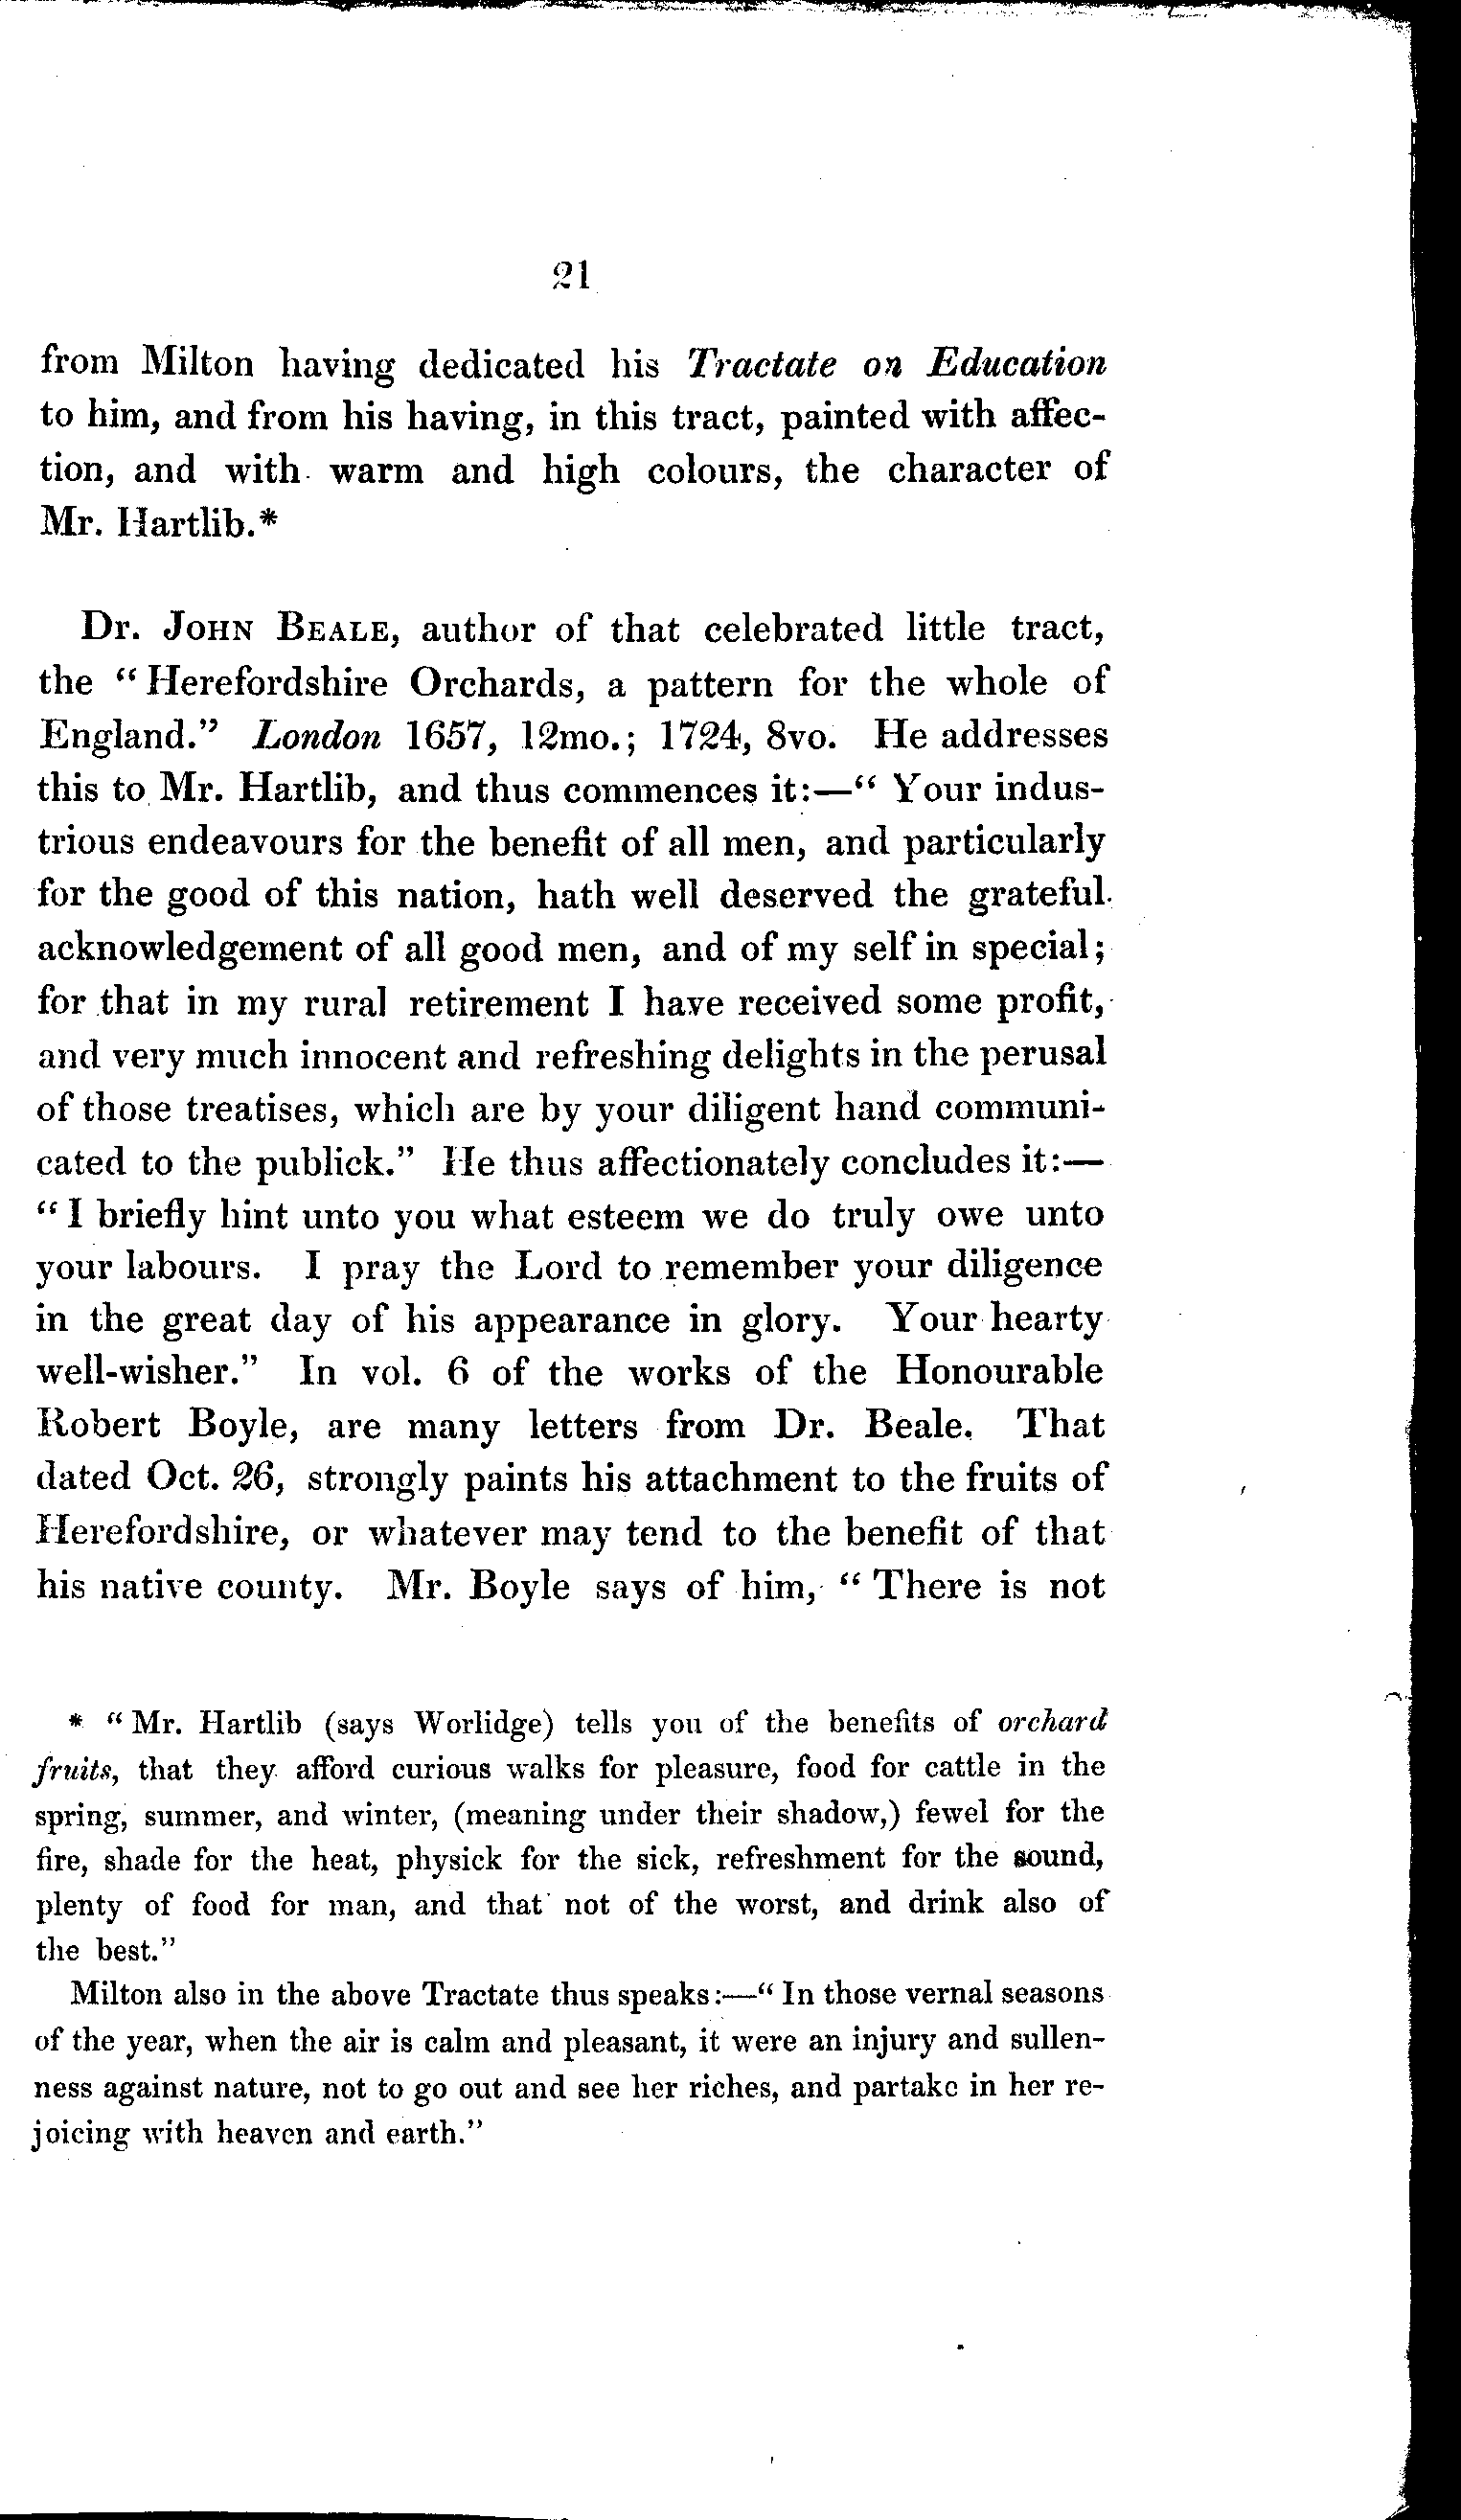 21
from Milton having dedicated his Tractate on Education
to him, and from his having, in this tract, painted with affec-
tion, and with warm and high colours, the character of
Mr. Hartlib.*
Dr. John Beale, author of that celebrated little tract,
the “Herefordshire Orchards, a pattern for the whole of
England.” London 1657, 12mo.; 1724, 8vo. He addresses
this to Mr. Hartlib, and thus commences it:—“ Your indus-
trious endeavours for the benefit of all men, and particularly
for the good of this nation, hath well deserved the grateful
acknowledgement of all good men, and of my self in special;
for that in my rural retirement I have received some profit,
and very much innocent and refreshing delights in the perusal
of those treatises, which are by your diligent hand communi-
cated to the publick.” He thus affectionately concludes it:—
“I briefly hint unto you what esteem we do truly owe unto
your labours. I pray the Lord to remember your diligence
in the great day of his appearance in glory. Your hearty
well-wisher.” In vol. 6 of the works of the Honourable
Robert Boyle, are many letters from Dr. Beale. That
dated Oct. 26, strongly paints his attachment to the fruits of
Herefordshire, or whatever may tend to the benefit of that
his native county. Mr. Boyle says of him, “There is not
* “Mr. Hartlib (says Worlidge) tells you of the benefits of orchard
fruits, that they afford curious walks for pleasure, food for cattle in the
spring, summer, and winter, (meaning under their shadow,) fewel for the
fire, shade for the heat, physick for the sick, refreshment for the sound,
plenty of food for man, and that not of the worst, and drink also of
the best.”
Milton also in the above Tractate thus speaks:—“In those vernal seasons
of the year, when the air is calm and pleasant, it were an injury and sullen-
ness against nature, not to go out and see her riches, and partake in her re-
joicing with heaven and earth.”